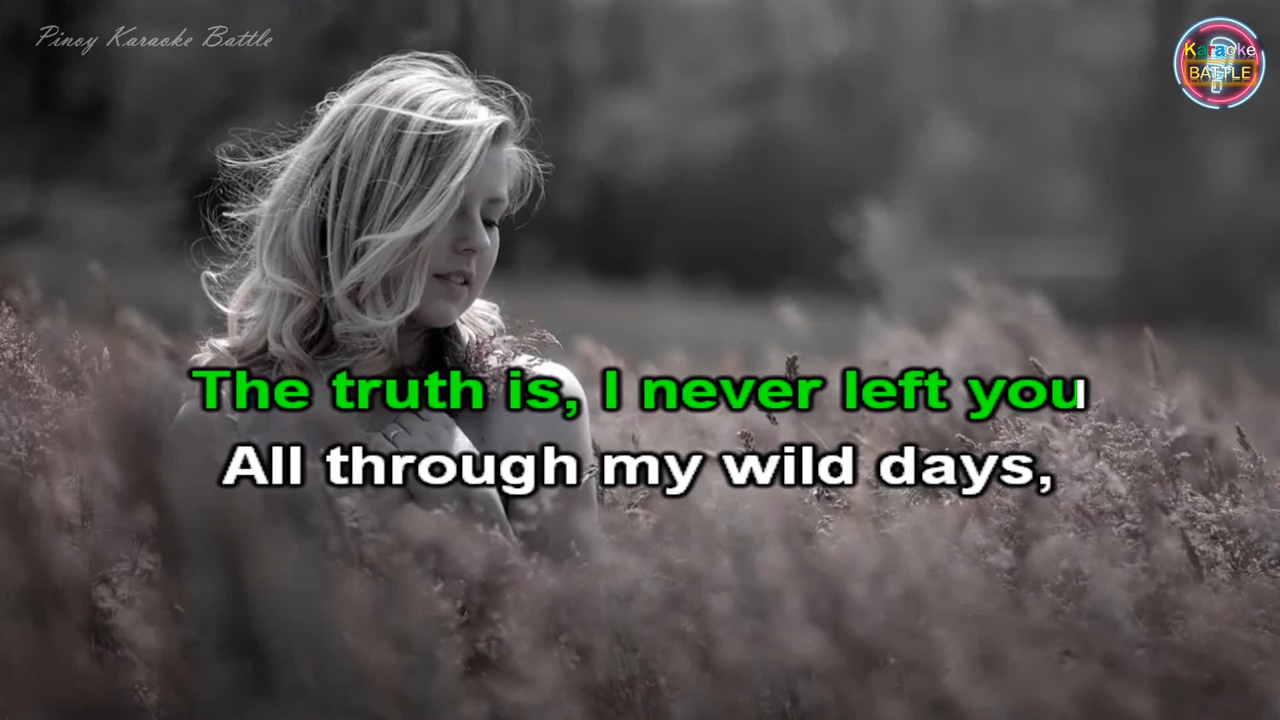 Pinoy Karaoke Battle
Karaoke
BATTLE
The truth is, I never left you
All through my wild days,